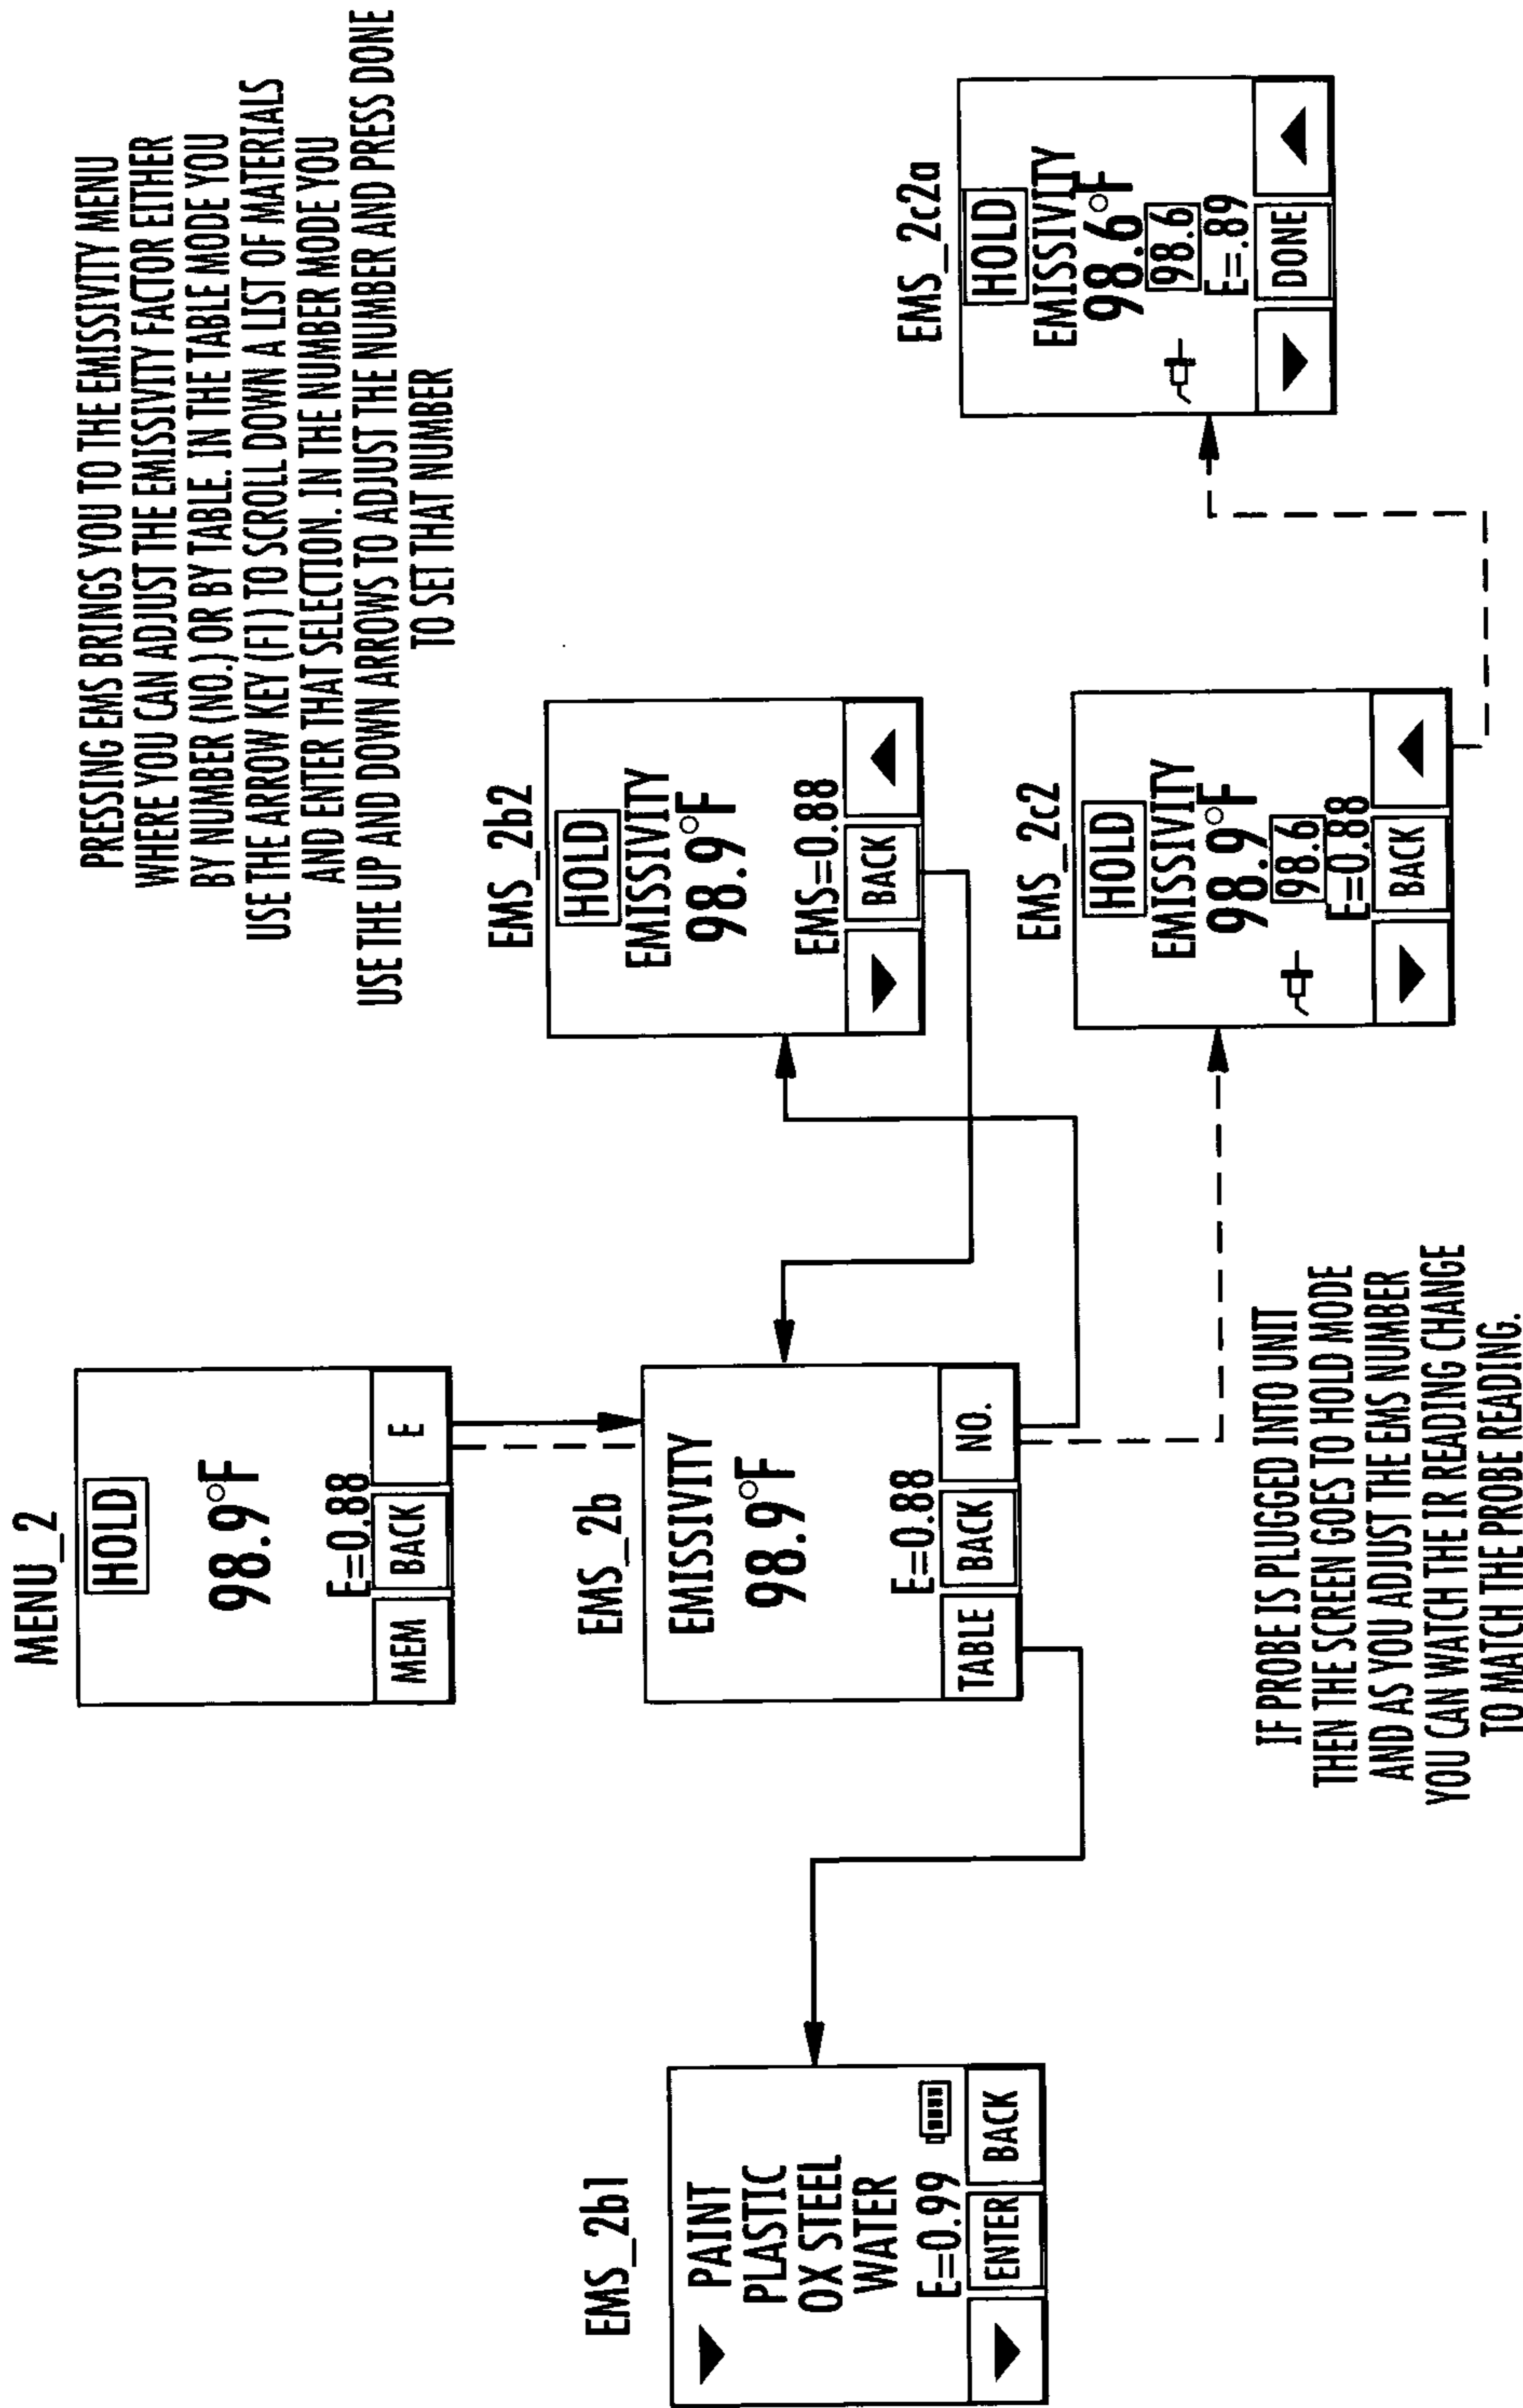 PRESSING EMS BRINGS YOU TO THE EMISSIVITY MENU
WHERE YOU CAN ADJUST THE EMISSIVITY FACTOR EITHER
BY NUMBER (NO.) OR BY TABLE. IN THE TABLE MODE YOU
USE THE ARROW KEY (F1) TO SCROLL DOWN A LIST OF MATERIALS
AND ENTER THAT SELECTION. IN THE NUMBER MODE YOU
USE THE UP AND DOWN ARROWS TO ADJUST THE NUMBER AND PRESS DONE
TO SET THAT NUMBER
MENU_2
HOLD
98.9°F
E=0.88
MEM BACK E
EMS_2b1
PAINT
PLASTIC
OX STEEL
WATER
E=0.99
ENTER BACK
EMS_2b
EMISSIVITY
98.9°F
E=0.88
TABLE BACK NO.
EMS_2b2
HOLD
EMISSIVITY
98.9°F
EMS=0.88
BACK
EMS_2c2
HOLD
EMISSIVITY
98.9°F
98.6
E=0.88
BACK
EMS_2c2a
HOLD
EMISSIVITY
98.6°F
98.6
E=.89
DONE
IF PROBE IS PLUGGED INTO UNIT
THEN THE SCREEN GOES TO HOLD MODE
AND AS YOU ADJUST THE EMS NUMBER
YOU CAN WATCH THE IR READING CHANGE
TO MATCH THE PROBE READING.